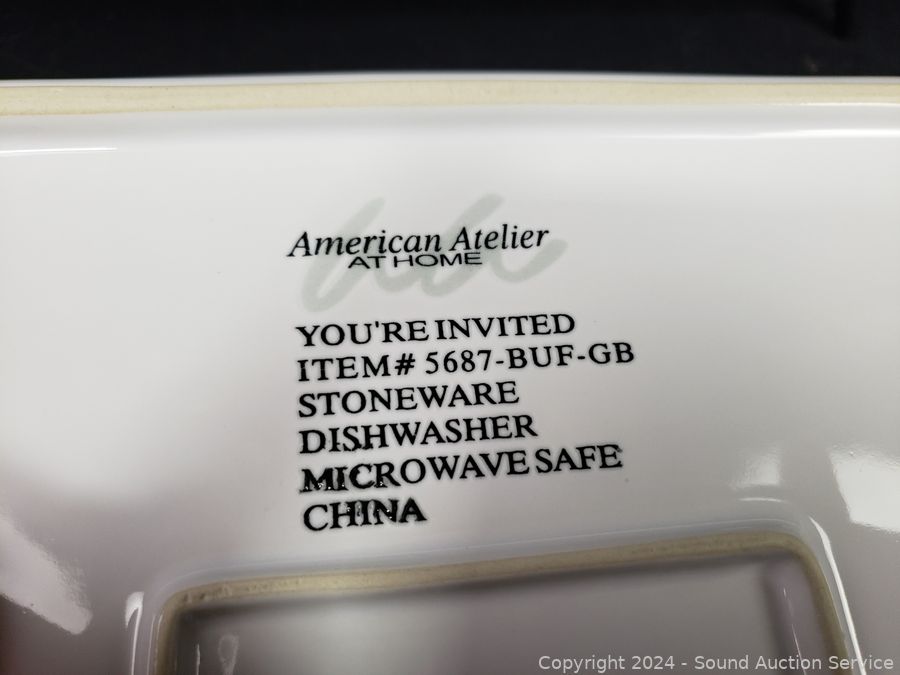 American Atelier
AT HOME
YOU'RE INVITED
ITEM# 5687-BUF-GB
STONEWARE
DISHWASHER
MICROWAVE SAFE
CHINA
Copyright 2024 - Sound Auction Service